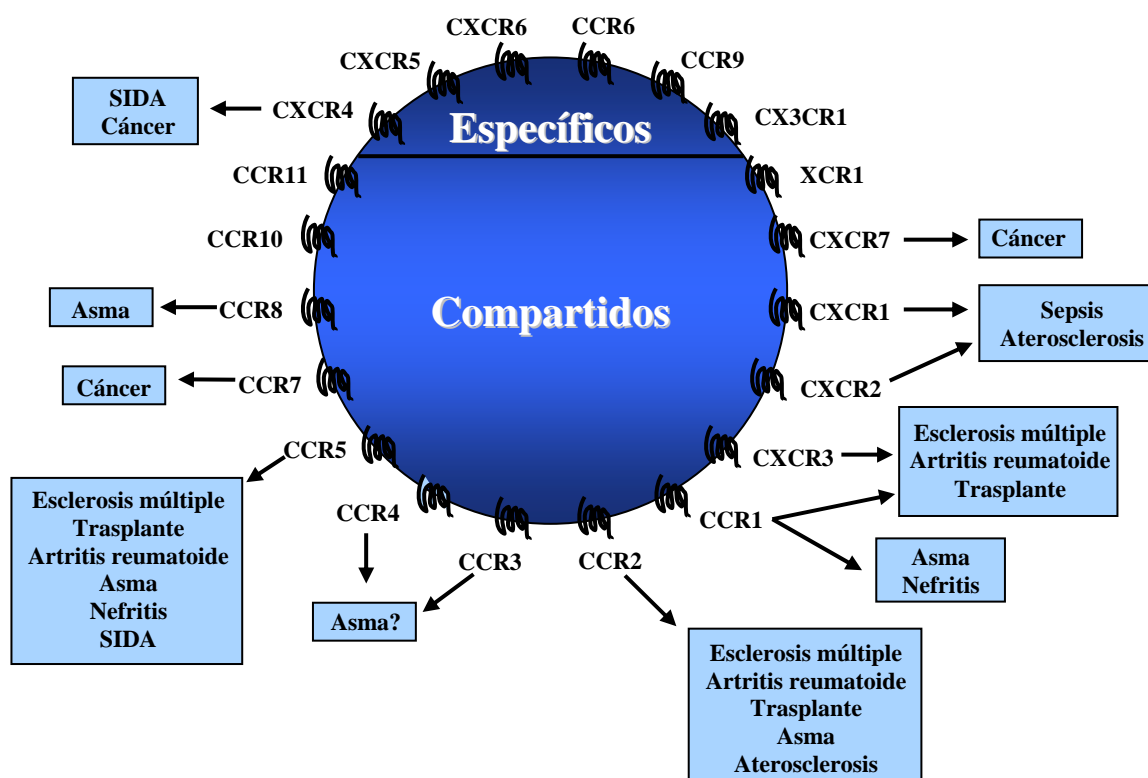 CXCR6
CCR6
CXCR5
CCR9
SIDA
Cáncer
CXCR4
CX3CR1
Específicos
CCR11
XCR1
CCR10
CXCR7
Cáncer
Asma
CCR8
Compartidos
CXCR1
Sepsis
Aterosclerosis
Cáncer
CCR7
CXCR2
CCR5
CXCR3
Esclerosis múltiple
Artritis reumatoide
Trasplante
Esclerosis múltiple
Trasplante
Artritis reumatoide
Asma
Nefritis
SIDA
CCR4
CCR1
Asma
Nefritis
CCR3
CCR2
Asma?
Esclerosis múltiple
Artritis reumatoide
Trasplante
Asma
Aterosclerosis